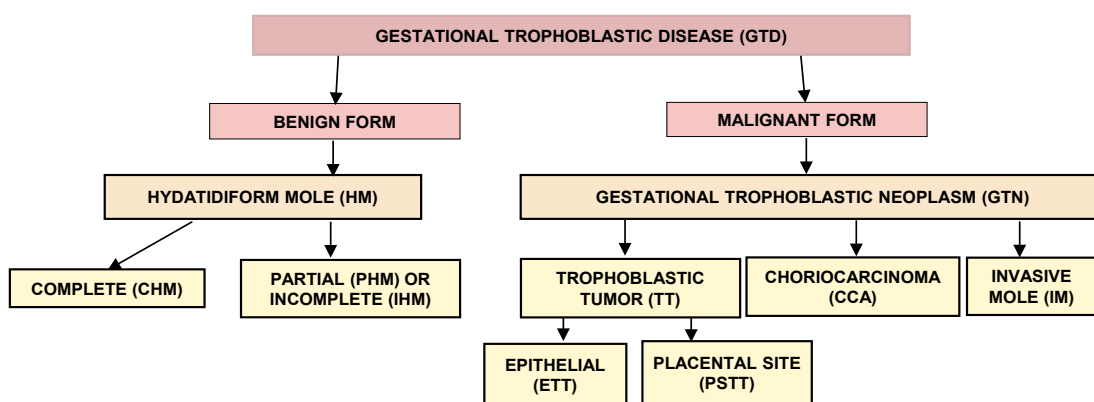 GESTATIONAL TROPHOBLASTIC DISEASE (GTD)
BENIGN FORM
MALIGNANT FORM
HYDATIDIFORM MOLE (HM)
GESTATIONAL TROPHOBLASTIC NEOPLASM (GTN)
COMPLETE (CHM)
PARTIAL (PHM) OR
INCOMPLETE (IHM)
TROPHOBLASTIC
TUMOR (TT)
CHORIOCARCINOMA
(CCA)
INVASIVE
MOLE (IM)
EPITHELIAL
(ETT)
PLACENTAL SITE
(PSTT)